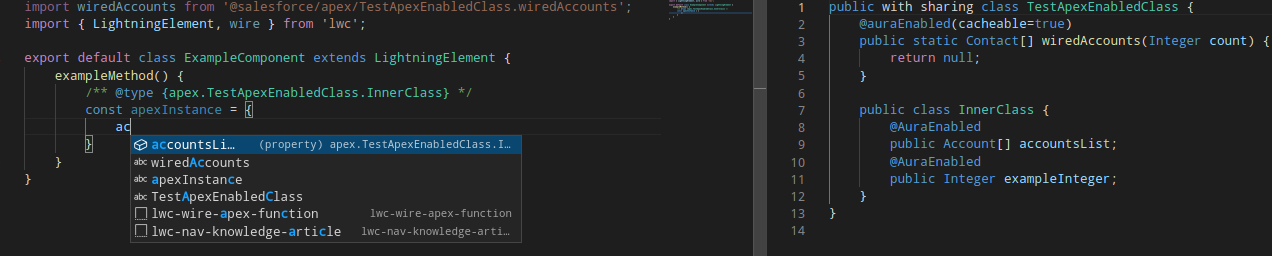 import wiredAccounts from '@salesforce/apex/TestApexEnabledClass.wiredAccounts';
import { LightningElement, wire } from 'lwc';
export default class ExampleComponent extends LightningElement {
exampleMethod() {
/** @type {apex.TestApexEnabledClass.InnerClass} */
const apexInstance = {
ac
}
}
}
accountsLi… (property) apex.TestApexEnabledClass.I…
abc wiredAccounts
abc apexInstance
abc TestApexEnabledClass
lwc-wire-apex-function lwc-wire-apex-function
lwc-nav-knowledge-article lwc-nav-knowledge-arti…
1 public with sharing class TestApexEnabledClass {
2 @auraEnabled(cacheable=true)
3 public static Contact[] wiredAccounts(Integer count) {
4 return null;
5 }
6
7 public class InnerClass {
8 @AuraEnabled
9 public Account[] accountsList;
10 @AuraEnabled
11 public Integer exampleInteger;
12 }
13 }
14